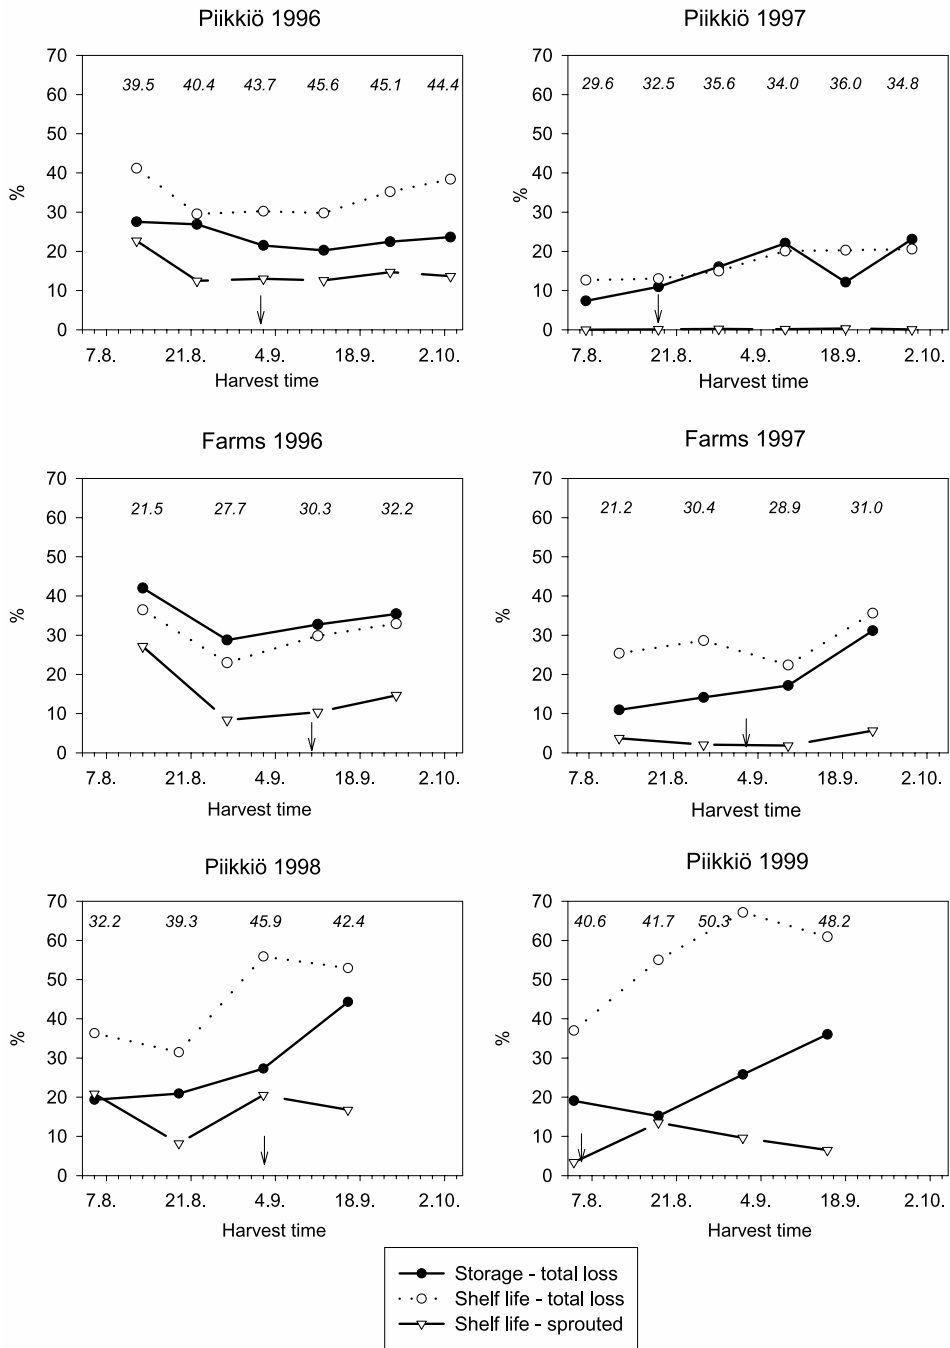 Piikkiö 1996
70
60
50
40
30
20
10
0
%
39.5 40.4 43.7 45.6 45.1 44.4
7.8. 21.8. 4.9. 18.9. 2.10.
Harvest time
Piikkiö 1997
70
60
50
40
30
20
10
0
%
29.6 32.5 35.6 34.0 36.0 34.8
7.8. 21.8. 4.9. 18.9. 2.10.
Harvest time
Farms 1996
70
60
50
40
30
20
10
0
%
21.5 27.7 30.3 32.2
7.8. 21.8. 4.9. 18.9. 2.10.
Harvest time
Farms 1997
70
60
50
40
30
20
10
0
%
21.2 30.4 28.9 31.0
7.8. 21.8. 4.9. 18.9. 2.10.
Harvest time
Piikkiö 1998
70
60
50
40
30
20
10
0
%
32.2 39.3 45.9 42.4
7.8. 21.8. 4.9. 18.9. 2.10.
Harvest time
Piikkiö 1999
70
60
50
40
30
20
10
0
%
40.6 41.7 50.3 48.2
7.8. 21.8. 4.9. 18.9. 2.10.
Harvest time
Storage - total loss
Shelf life - total loss
Shelf life - sprouted